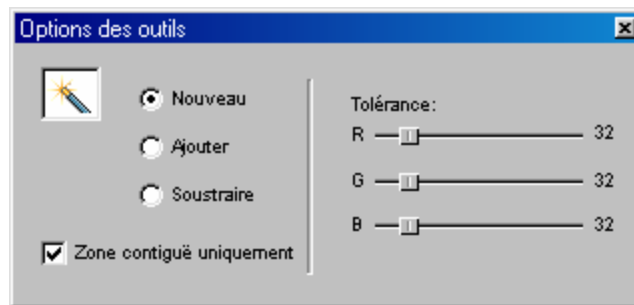 Options des outils
Nouveau
Ajouter
Soustraire
Zone contiguë uniquement
Tolérance:
R 32
G 32
B 32